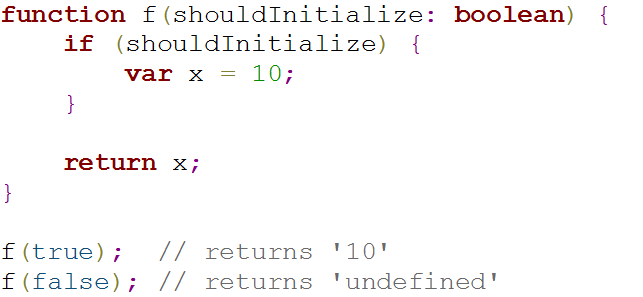 function f(shouldInitialize: boolean) {
    if (shouldInitialize) {
        var x = 10;
    }

    return x;
}

f(true);  // returns '10'
f(false); // returns 'undefined'